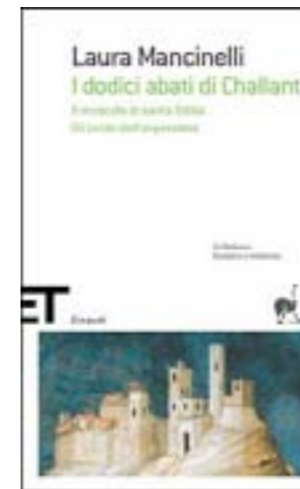 Laura Mancinelli
I dodici abati di Challant
Il miracolo di santa Odilia
Gli occhi dell'imperatore
ET
Einaudi